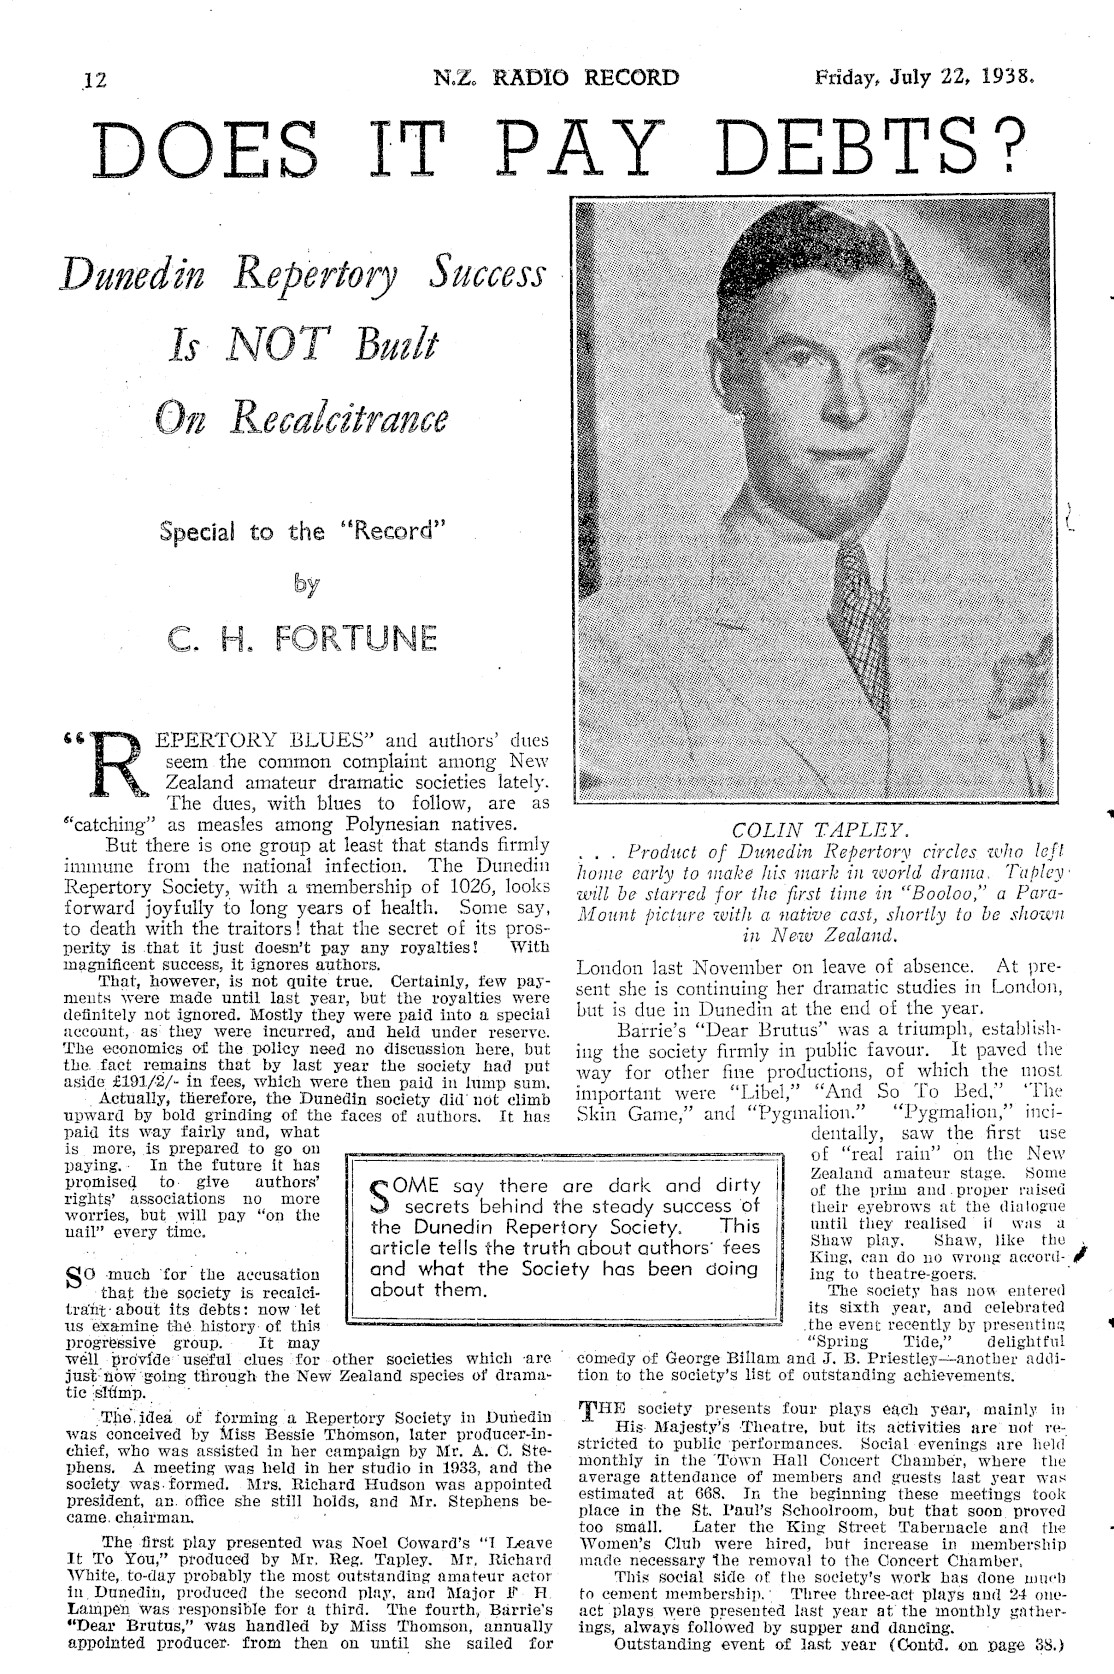 12
N.Z. RADIO RECORD
Friday, July 22, 1938.
DOES IT PAY DEBTS?
Dunedin Repertory Success
Is NOT Built
On Recalcitrance
Special to the "Record"
by
C. H. FORTUNE
"REPERTORY BLUES" and authors' dues
seem the common complaint among New
Zealand amateur dramatic societies lately.
The dues, with blues to follow, are as
"catching" as measles among Polynesian natives.
But there is one group at least that stands firmly
immune from the national infection. The Dunedin
Repertory Society, with a membership of 1026, looks
forward joyfully to long years of health. Some say,
to death with the traitors! that the secret of its pros-
perity is that it just doesn't pay any royalties! With
magnificent success, it ignores authors.
That, however, is not quite true. Certainly, few pay-
ments were made until last year, but the royalties were
definitely not ignored. Mostly they were paid into a special
account, as they were incurred, and held under reserve.
The economics of the policy need no discussion here, but
the fact remains that by last year the society had put
aside £191/2/- in fees, which were then paid in lump sum.
Actually, therefore, the Dunedin society did not climb
upward by bold grinding of the faces of authors. It has
paid its way fairly and, what
is more, is prepared to go on
paying. In the future it has
promised to give authors'
rights' associations no more
worries, but will pay "on the
nail" every time.
SO much for the accusation
that the society is recalci-
trant about its debts: now let
us examine the history of this
progressive group. It may
well provide useful clues for other societies which are
just now going through the New Zealand species of drama-
tic slump.
The idea of forming a Repertory Society in Dunedin
was conceived by Miss Bessie Thomson, later producer-in-
chief, who was assisted in her campaign by Mr. A. C. Ste-
phens. A meeting was held in her studio in 1933, and the
society was formed. Mrs. Richard Hudson was appointed
president, an office she still holds, and Mr. Stephens be-
came chairman.
The first play presented was Noel Coward's "I Leave
It To You," produced by Mr. Reg. Tapley. Mr. Richard
White, to-day probably the most outstanding amateur actor
in Dunedin, produced the second play, and Major F H.
Lampen was responsible for a third. The fourth, Barrie's
"Dear Brutus," was handled by Miss Thomson, annually
appointed producer from then on until she sailed for
SOME say there are dark and dirty
secrets behind the steady success of
the Dunedin Repertory Society. This
article tells the truth about authors' fees
and what the Society has been doing
about them.
COLIN TAPLEY.
. . . Product of Dunedin Repertory circles who left
home early to make his mark in world drama. Tapley
will be starred for the first time in "Booloo," a Para-
Mount picture with a native cast, shortly to be shown
in New Zealand.
London last November on leave of absence. At pre-
sent she is continuing her dramatic studies in London,
but is due in Dunedin at the end of the year.
Barrie's "Dear Brutus" was a triumph, establish-
ing the society firmly in public favour. It paved the
way for other fine productions, of which the most
important were "Libel," "And So To Bed," 'The
Skin Game," and "Pygmalion." "Pygmalion," inci-
dentally, saw the first use
of "real rain" on the New
Zealand amateur stage. Some
of the prim and proper raised
their eyebrows at the dialogue
until they realised it was a
Shaw play. Shaw, like the
King, can do no wrong accord-
ing to theatre-goers.
The society has now entered
its sixth year, and celebrated
the event recently by presenting
"Spring Tide," delightful
comedy of George Billam and J. B. Priestley—another addi-
tion to the society's list of outstanding achievements.
THE society presents four plays each year, mainly in
His Majesty's Theatre, but its activities are not re-
stricted to public performances. Social evenings are held
monthly in the Town Hall Concert Chamber, where the
average attendance of members and guests last year was
estimated at 668. In the beginning these meetings took
place in the St. Paul's Schoolroom, but that soon proved
too small. Later the King Street Tabernacle and the
Women's Club were hired, but increase in membership
made necessary the removal to the Concert Chamber.
This social side of the society's work has done much
to cement membership. Three three-act plays and 24 one-
act plays were presented last year at the monthly gather-
ings, always followed by supper and dancing.
Outstanding event of last year (Contd. on page 38.)